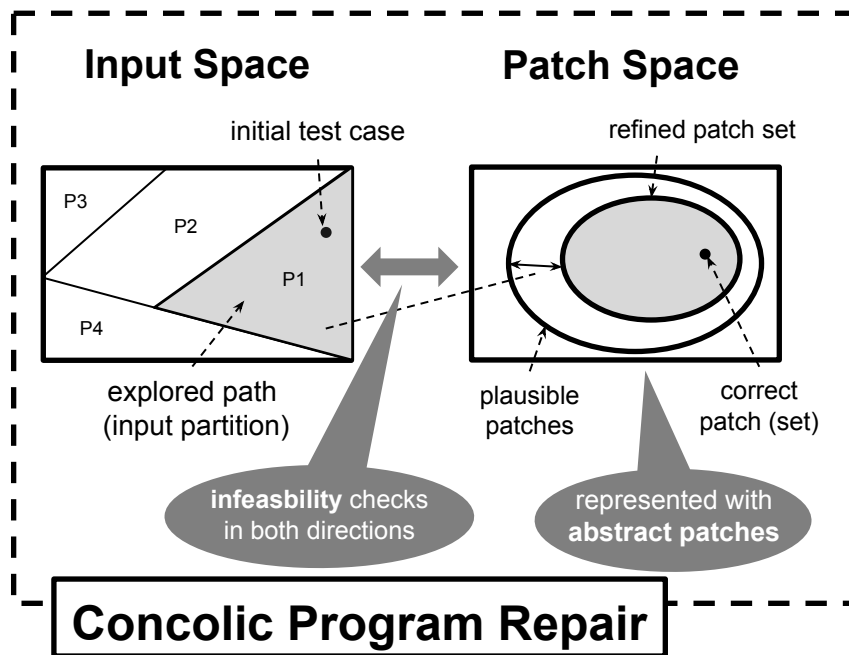 Input Space
Patch Space
initial test case
refined patch set
P3
P2
P1
P4
explored path
(input partition)
plausible
patches
correct
patch (set)
infeasbility checks
in both directions
represented with
abstract patches
Concolic Program Repair